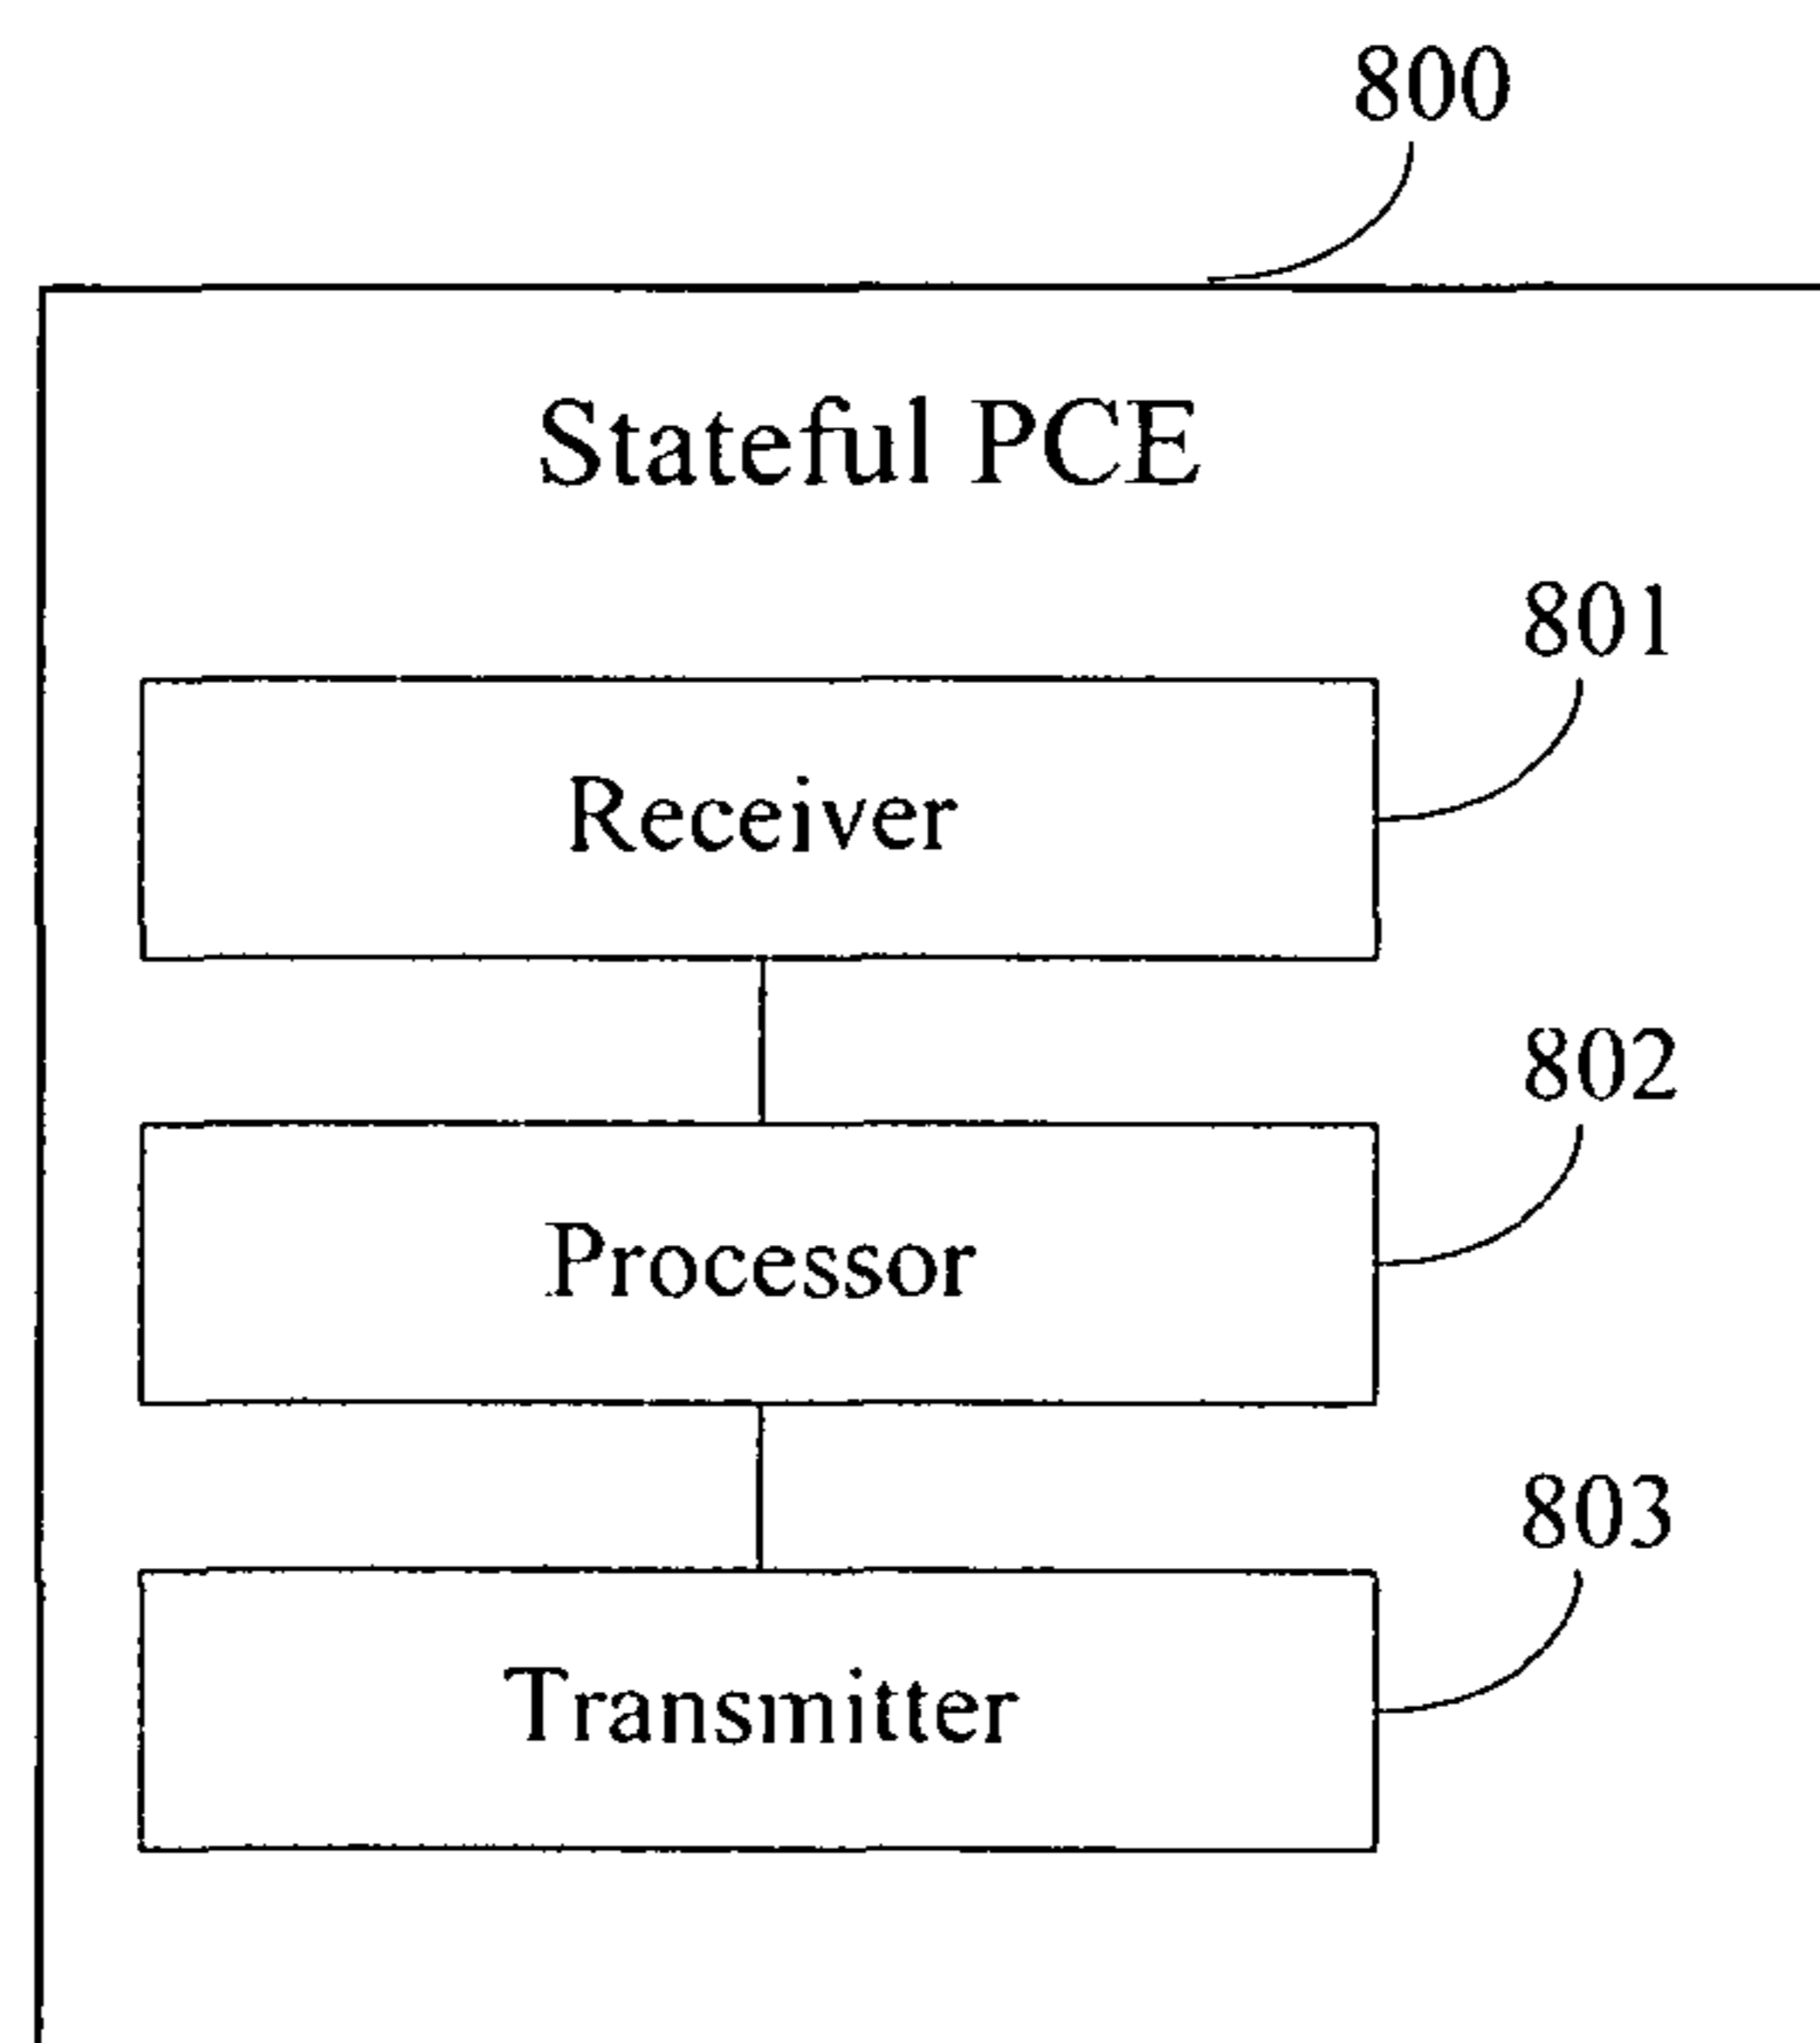 800
Stateful PCE
801
Receiver
802
Processor
803
Transmitter